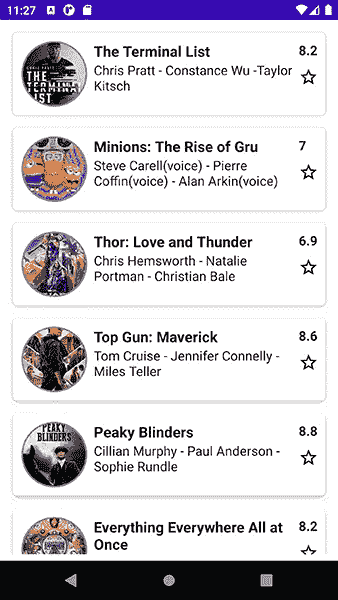 11:27
The Terminal List
8.2
Chris Pratt - Constance Wu -Taylor
Kitsch
THE
TERMINAL
LIST
Minions: The Rise of Gru
7
Steve Carell(voice) - Pierre
Coffin(voice) - Alan Arkin(voice)
Thor: Love and Thunder
6.9
Chris Hemsworth - Natalie
Portman - Christian Bale
Top Gun: Maverick
8.6
Tom Cruise - Jennifer Connelly -
Miles Teller
PEAKY
BLINDERS
Peaky Blinders
8.8
Cillian Murphy - Paul Anderson -
Sophie Rundle
Everything Everywhere All at
Once
8.2